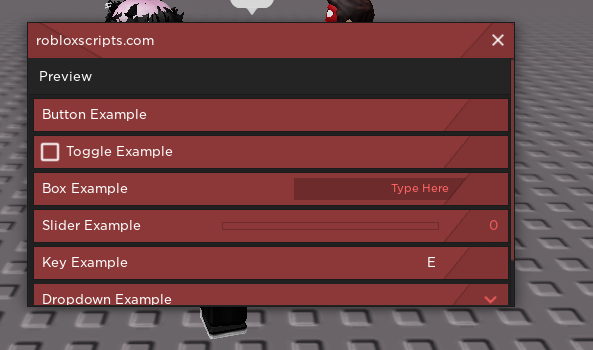 robloxscripts.com
Preview
Button Example
Toggle Example
Box Example Type Here
Slider Example 0
Key Example E
Dropdown Example